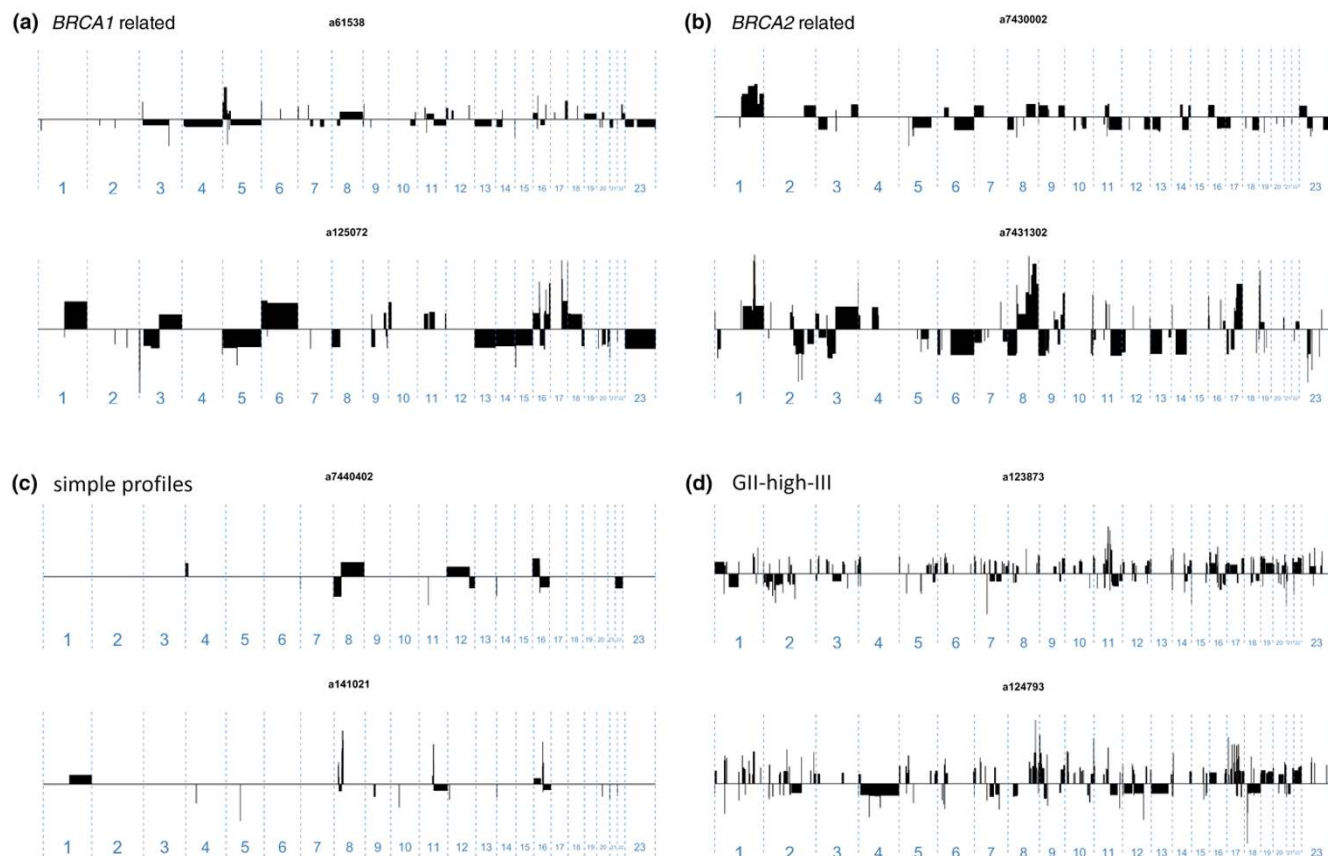 (a) BRCA1 related
a61538
1 2 3 4 5 6 7 8 9 10 11 12 13 14 15 16 17 18 19 20 23
a125072
1 2 3 4 5 6 7 8 9 10 11 12 13 14 15 16 17 18 19 20 23
(b) BRCA2 related
a7430002
1 2 3 4 5 6 7 8 9 10 11 12 13 14 15 16 17 18 19 20 23
a7431302
1 2 3 4 5 6 7 8 9 10 11 12 13 14 15 16 17 18 19 20 23
(c) simple profiles
a7440402
1 2 3 4 5 6 7 8 9 10 11 12 13 14 15 16 17 18 19 20 23
a141021
1 2 3 4 5 6 7 8 9 10 11 12 13 14 15 16 17 18 19 20 23
(d) GII-high-III
a123873
1 2 3 4 5 6 7 8 9 10 11 12 13 14 15 16 17 18 19 20 23
a124793
1 2 3 4 5 6 7 8 9 10 11 12 13 14 15 16 17 18 19 20 23